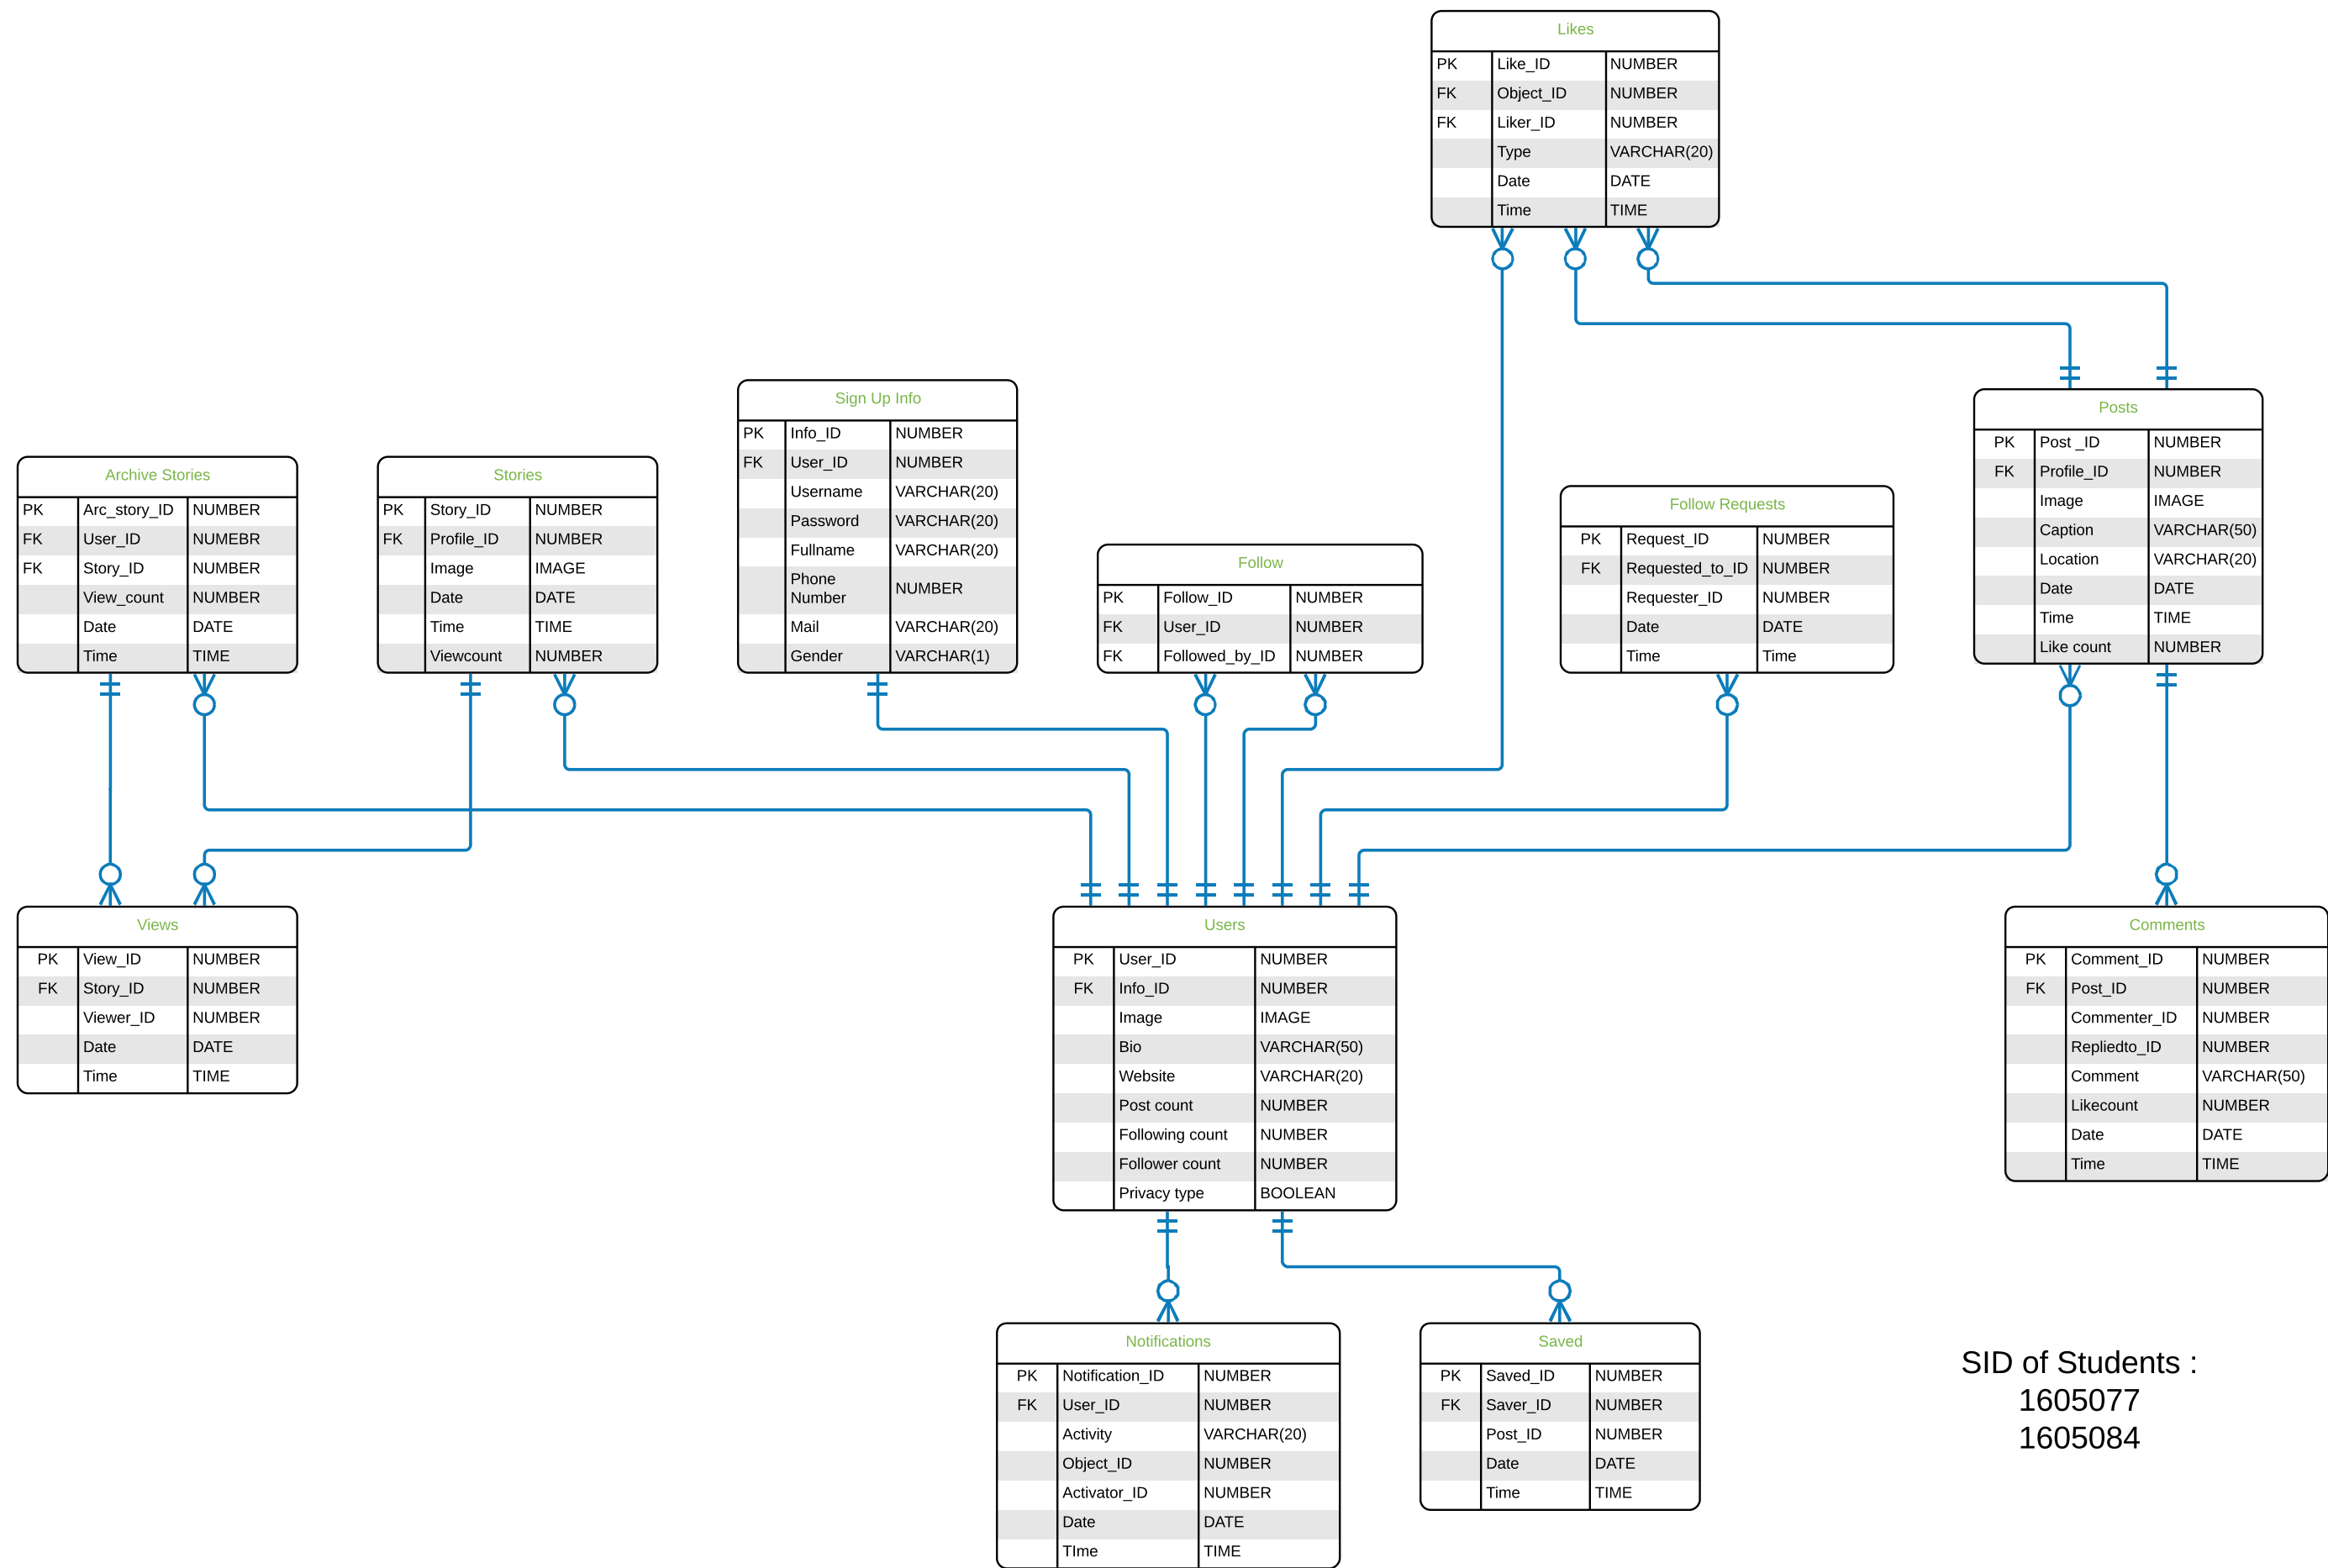 Likes
PK Like_ID NUMBER
FK Object_ID NUMBER
FK Liker_ID NUMBER
Type VARCHAR(20)
Date DATE
Time TIME
Sign Up Info
PK Info_ID NUMBER
FK User_ID NUMBER
Username VARCHAR(20)
Password VARCHAR(20)
Fullname VARCHAR(20)
Phone
Number NUMBER
Mail VARCHAR(20)
Gender VARCHAR(1)
Posts
PK Post _ID NUMBER
FK Profile_ID NUMBER
Image IMAGE
Caption VARCHAR(50)
Location VARCHAR(20)
Date DATE
Time TIME
Like count NUMBER
Archive Stories
PK Arc_story_ID NUMBER
FK User_ID NUMEBR
FK Story_ID NUMBER
View_count NUMBER
Date DATE
Time TIME
Stories
PK Story_ID NUMBER
FK Profile_ID NUMBER
Image IMAGE
Date DATE
Time TIME
Viewcount NUMBER
Follow
PK Follow_ID NUMBER
FK User_ID NUMBER
FK Followed_by_ID NUMBER
Follow Requests
PK Request_ID NUMBER
FK Requested_to_ID NUMBER
Requester_ID NUMBER
Date DATE
Time Time
Views
PK View_ID NUMBER
FK Story_ID NUMBER
Viewer_ID NUMBER
Date DATE
Time TIME
Users
PK User_ID NUMBER
FK Info_ID NUMBER
Image IMAGE
Bio VARCHAR(50)
Website VARCHAR(20)
Post count NUMBER
Following count NUMBER
Follower count NUMBER
Privacy type BOOLEAN
Comments
PK Comment_ID NUMBER
FK Post_ID NUMBER
Commenter_ID NUMBER
Repliedto_ID NUMBER
Comment VARCHAR(50)
Likecount NUMBER
Date DATE
Time TIME
Notifications
PK Notification_ID NUMBER
FK User_ID NUMBER
Activity VARCHAR(20)
Object_ID NUMBER
Activator_ID NUMBER
Date DATE
TIme TIME
Saved
PK Saved_ID NUMBER
FK Saver_ID NUMBER
Post_ID NUMBER
Date DATE
Time TIME
SID of Students :
1605077
1605084